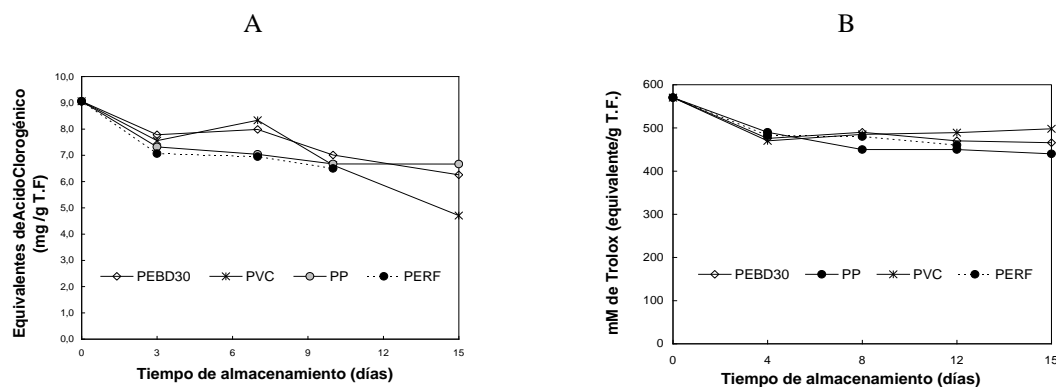 A
Equivalentes deAcidoClorogénico
(mg /g T.F)
10,0
9,0
8,0
7,0
6,0
5,0
4,0
3,0
2,0
1,0
0,0
PEBD30 PVC PP PERF
0 3 6 9 12 15
Tiempo de almacenamiento (días)
B
mM de Trolox (equivalente/g T.F.)
600
500
400
300
200
100
0
PEBD30 PP PVC PERF
0 4 8 12 15
Tiempo de almacenamiento (días)